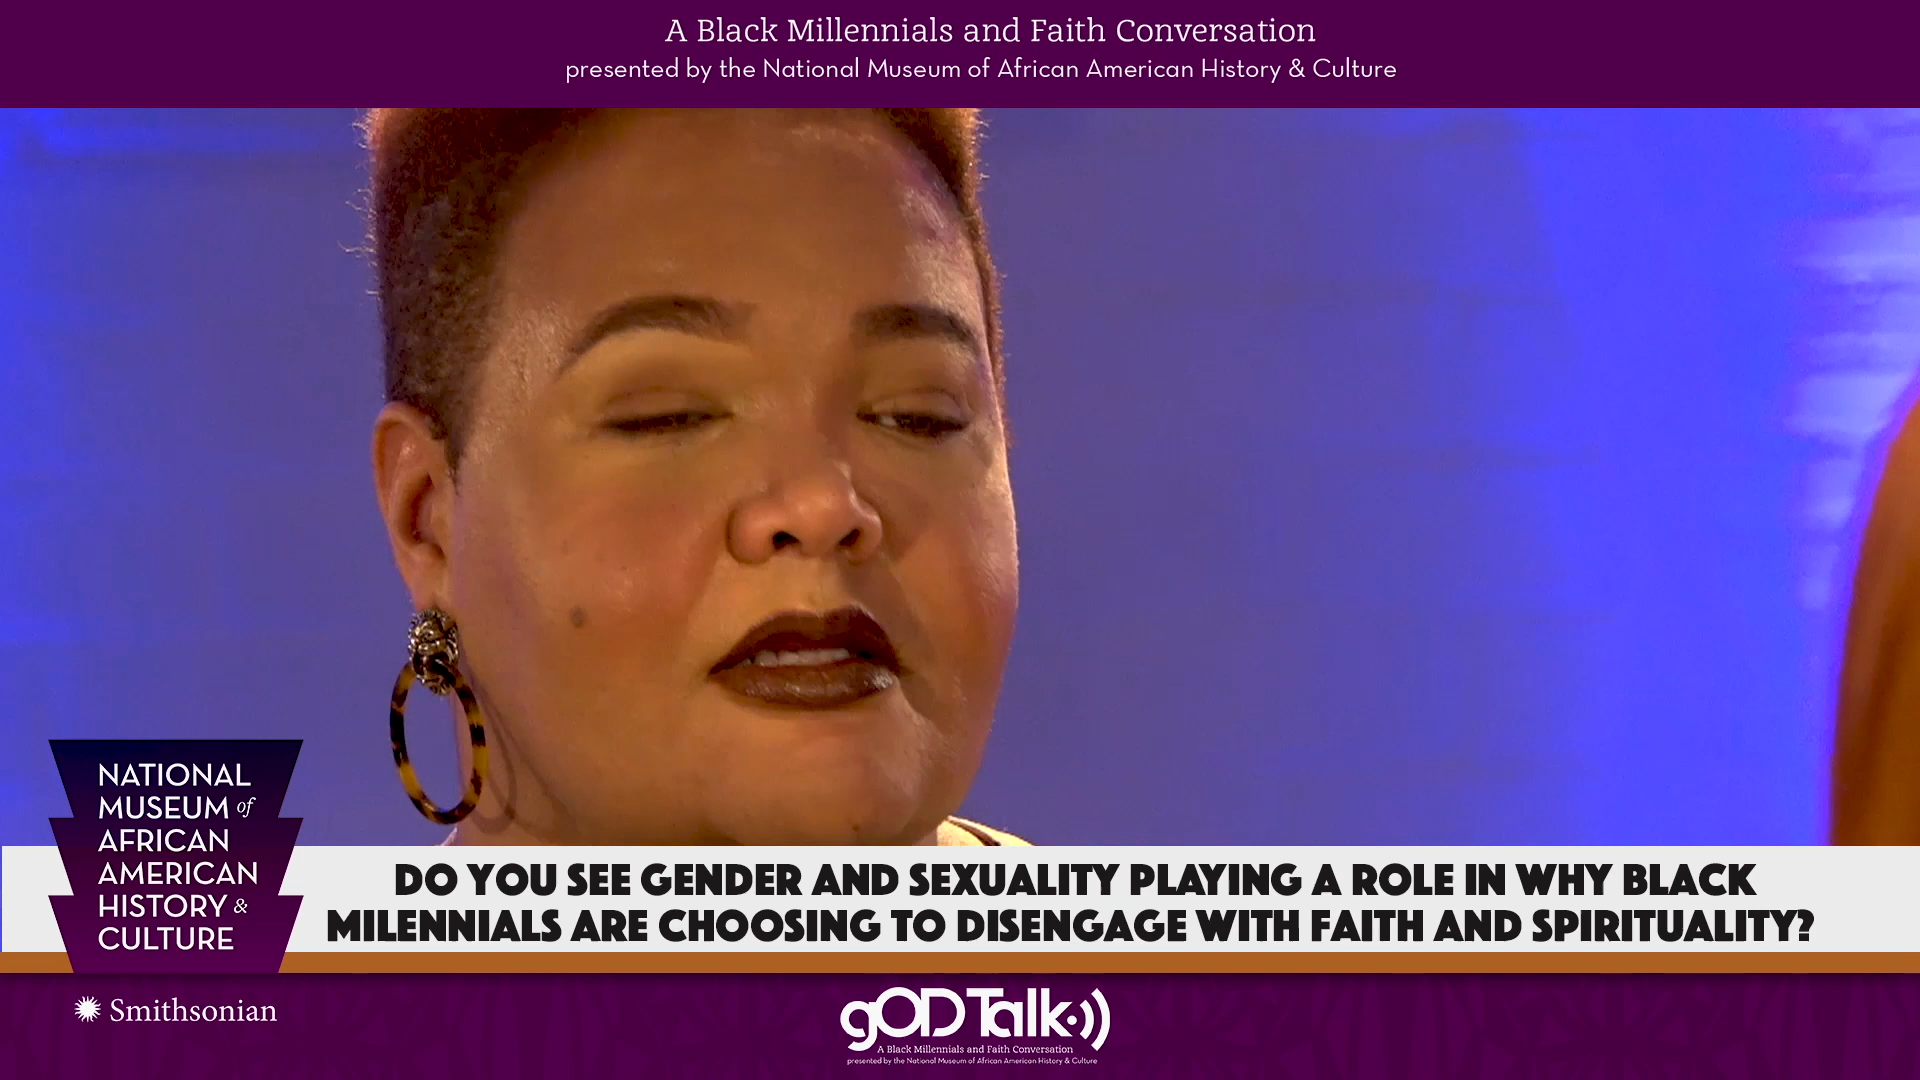 A Black Millennials and Faith Conversation
presented by the National Museum of African American History & Culture
NATIONAL
MUSEUM of
AFRICAN
AMERICAN
HISTORY &
CULTURE
DO YOU SEE GENDER AND SEXUALITY PLAYING A ROLE IN WHY BLACK
MILENNIALS ARE CHOOSING TO DISENGAGE WITH FAITH AND SPIRITUALITY?
Smithsonian
gOD Talk
A Black Millennials and Faith Conversation
presented by the National Museum of African American History & Culture